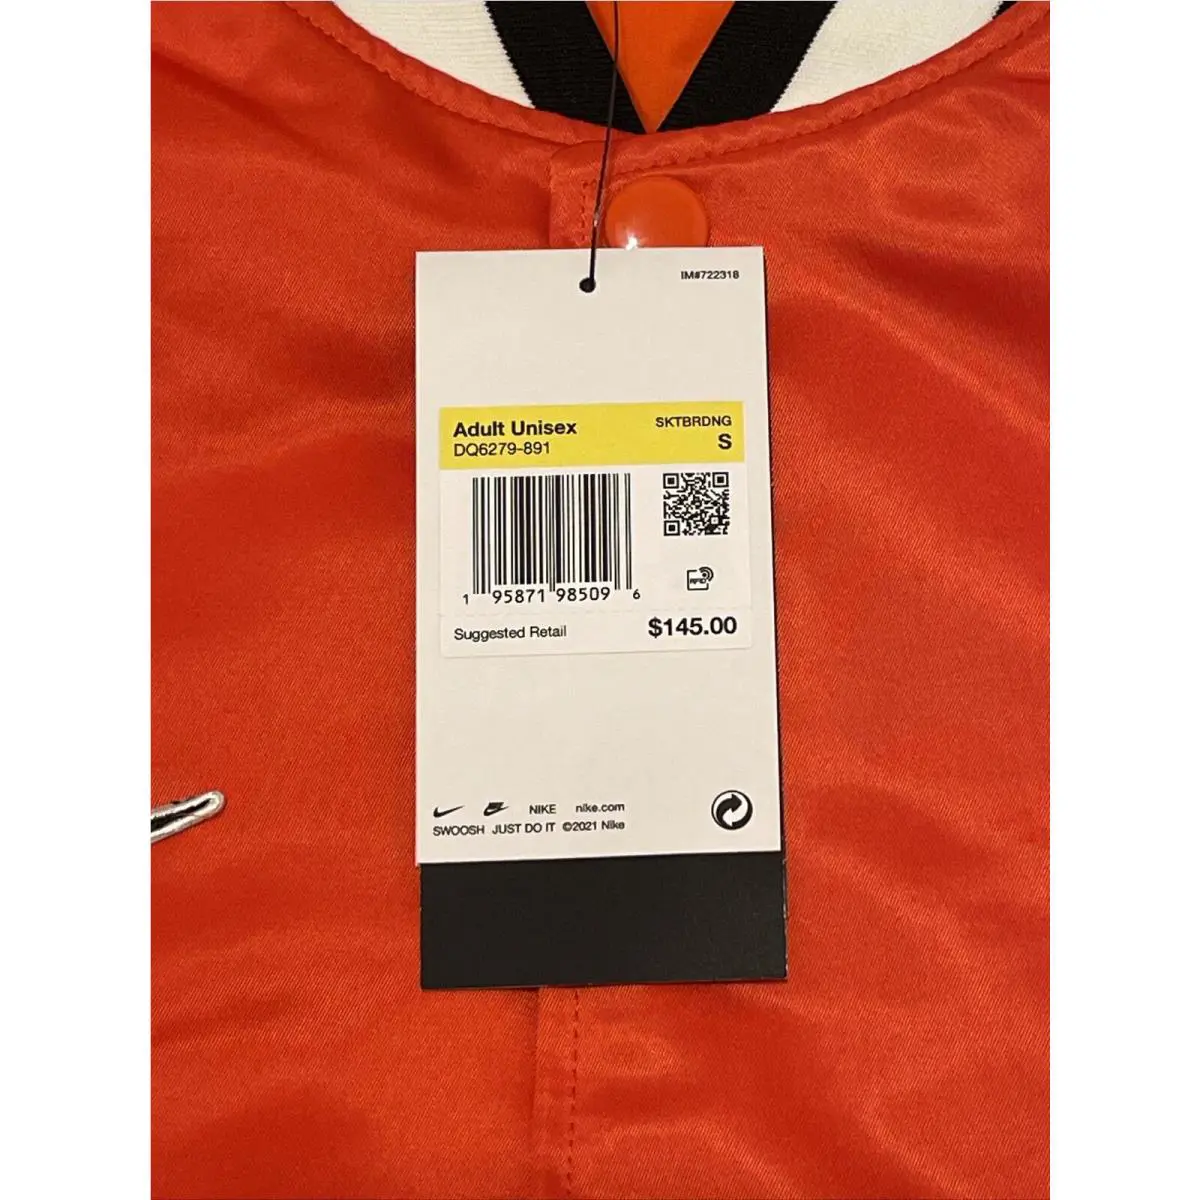 IM#722318
Adult Unisex SKTBRDNG
DQ6279-891 S
1 95871 98509 6
RFID
Suggested Retail $145.00
NIKE nike.com
SWOOSH JUST DO IT ©2021 Nike